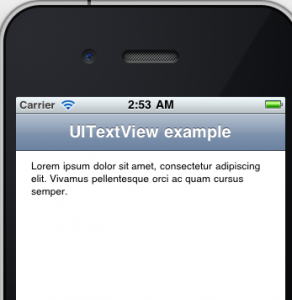 Carrier 2:53 AM
UITextView example
Lorem ipsum dolor sit amet, consectetur adipiscing
elit. Vivamus pellentesque orci ac quam cursus
semper.